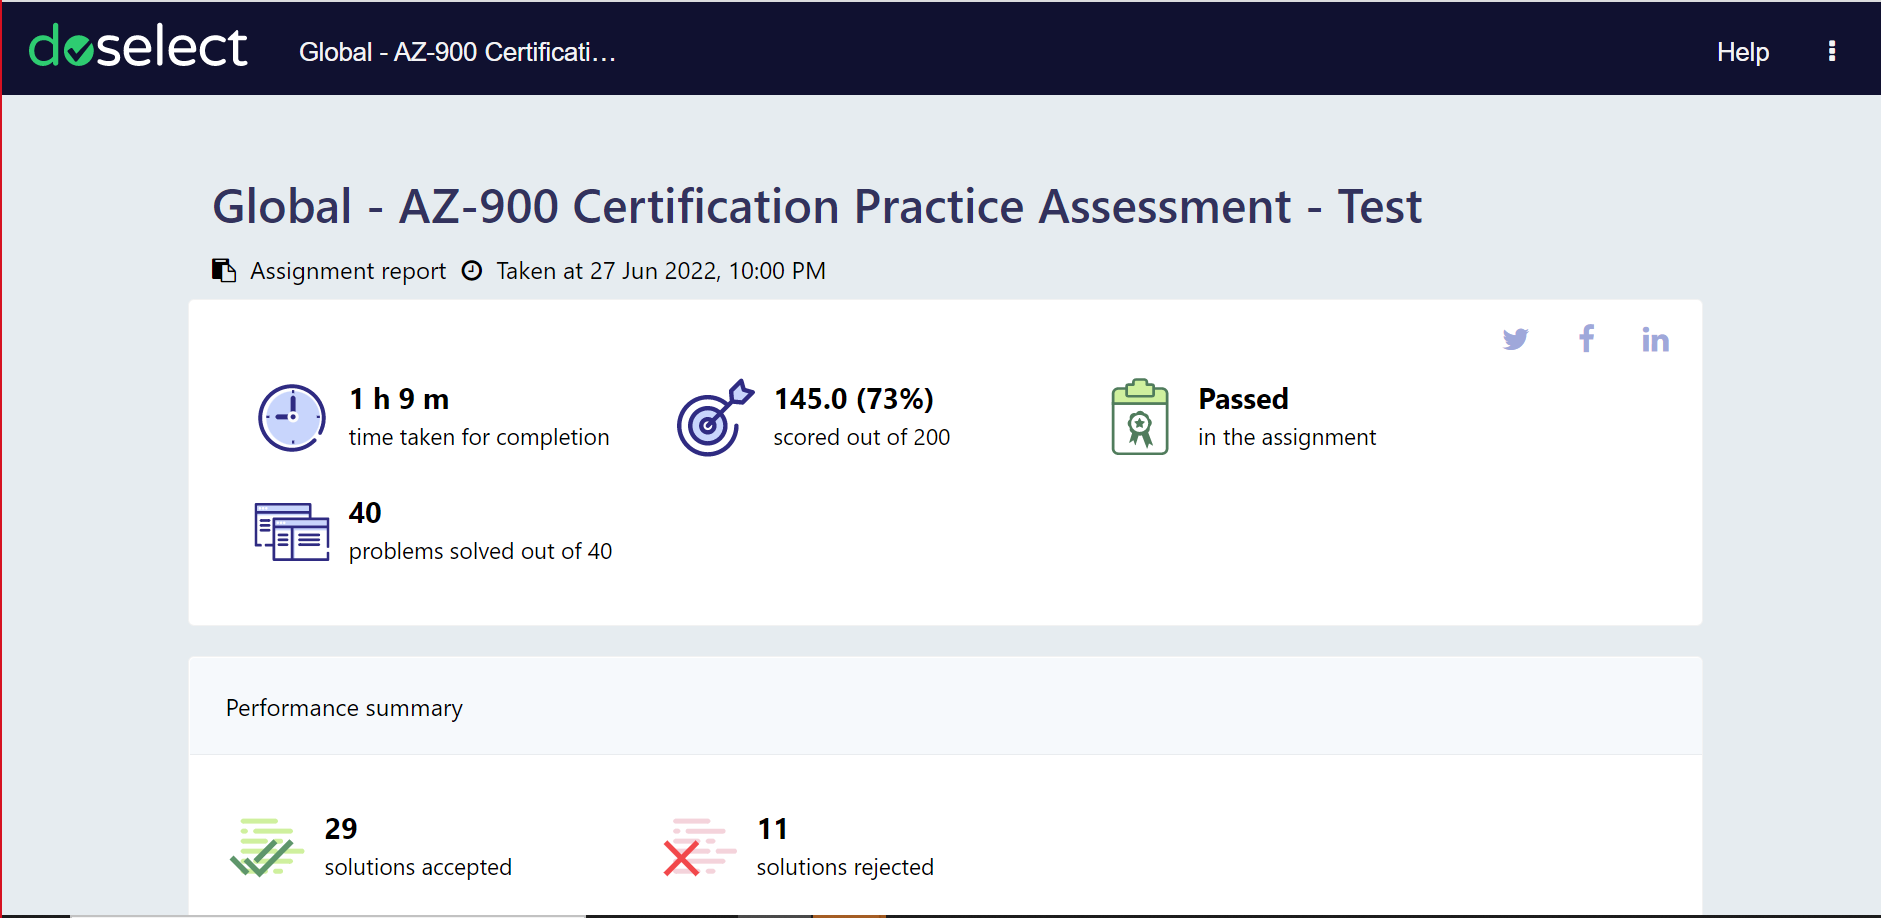 doselect
Global - AZ-900 Certificati...
Help
Global - AZ-900 Certification Practice Assessment - Test
Assignment report Taken at 27 Jun 2022, 10:00 PM
1 h 9 m
time taken for completion
145.0 (73%)
scored out of 200
Passed
in the assignment
40
problems solved out of 40
Performance summary
29
solutions accepted
11
solutions rejected